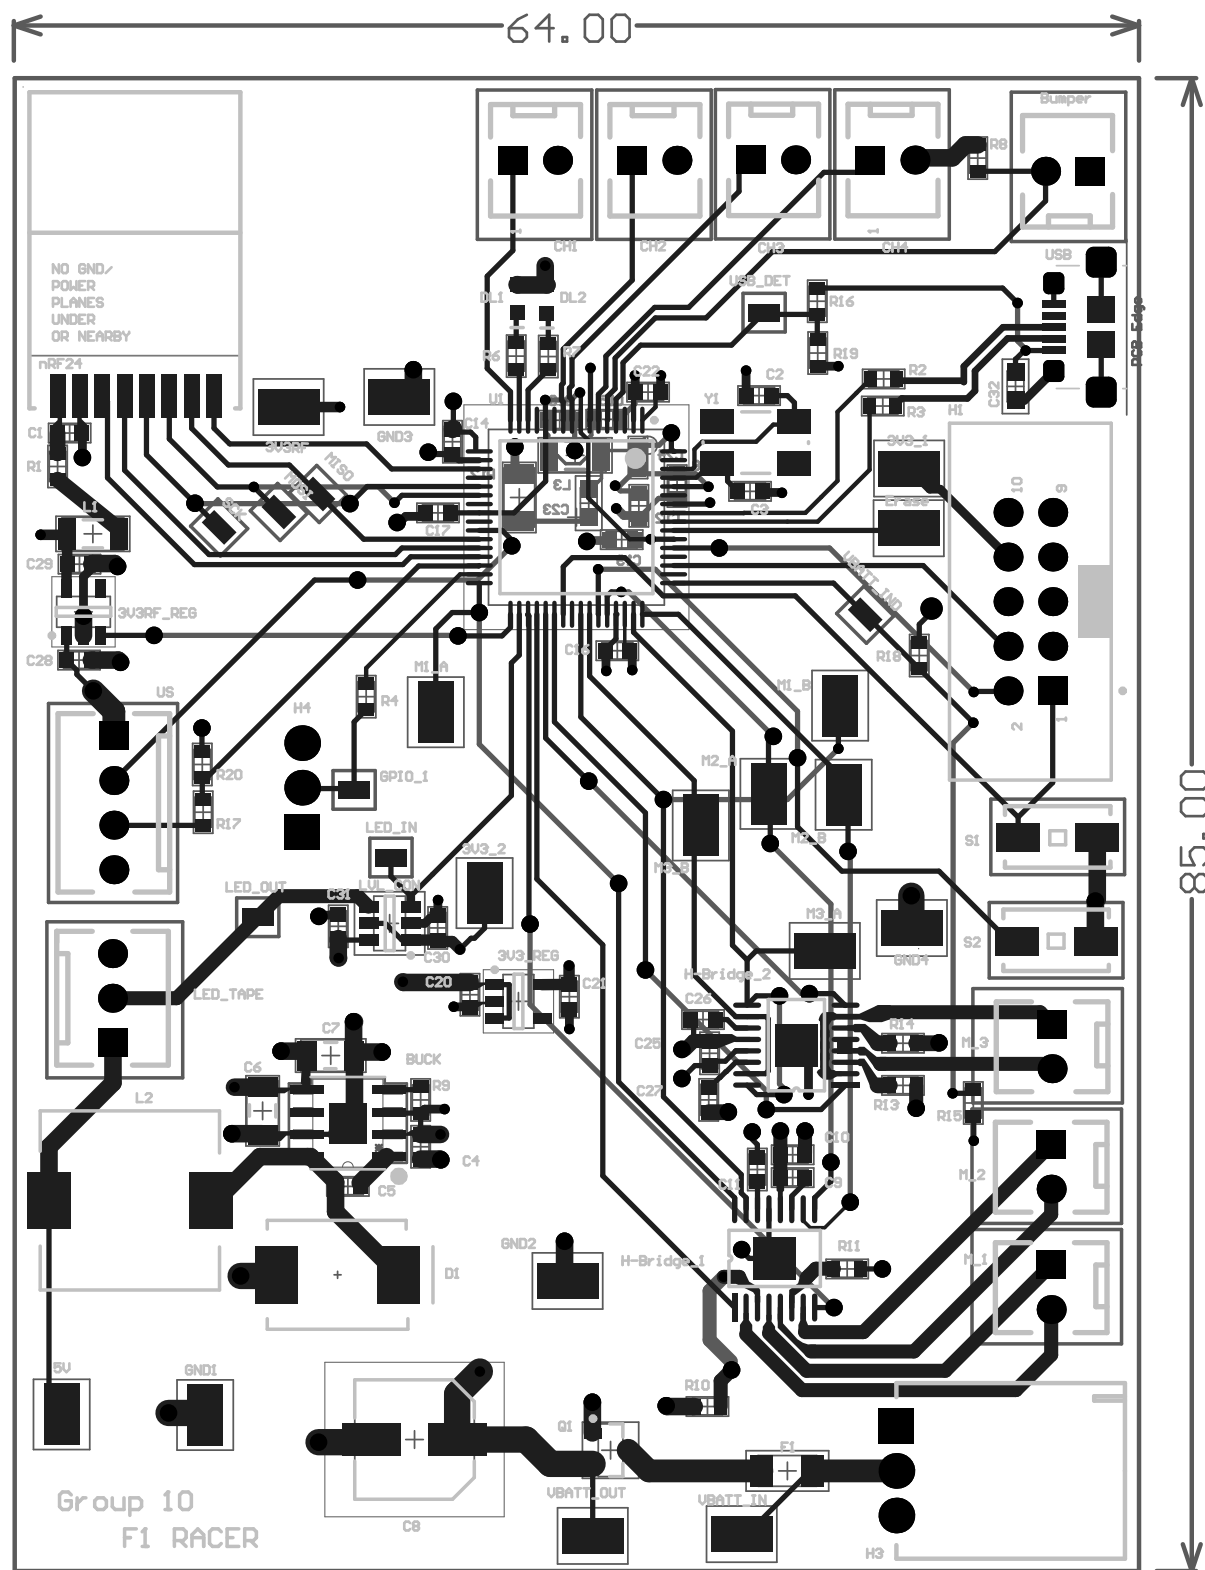 64.00
85.00
Bumper
R8
1
1
CH1
CH2
CH3
CH4
USB
NO GND/
POWER
PLANES
UNDER
OR NEARBY
nRF24
DL1
DL2
USB_DET
R16
PCB-Edge
R6
R7
R19
C22
C2
R2
R3
C32
H1
U1
Y1
C1
R1
3V3RF
GND3
C14
3V3_1
MISO
MOSI
SCK
L1
L3
C23
C17
C3
Erase
10
9
C29
3V3RF_REG
C28
VBATT_IND
R18
2
1
US
H4
R4
M1_A
M1_B
M2_A
M2_B
M3_B
M3_A
R20
R17
GPIO_1
LED_IN
3V3_2
LED_OUT
C31
LVL_CON
C30
S1
S2
GND4
LED_TAPE
C20
3V3_REG
C21
H-Bridge_2
C26
C25
C27
R14
R13
R15
M_3
C7
C6
BUCK
R9
L2
C4
C5
C10
C9
C11
M_2
GND2
H-Bridge_1
R11
M_1
D1
5V
GND1
R10
Q1
F1
C8
VBATT_OUT
VBATT_IN
H3
Group 10
F1 RACER